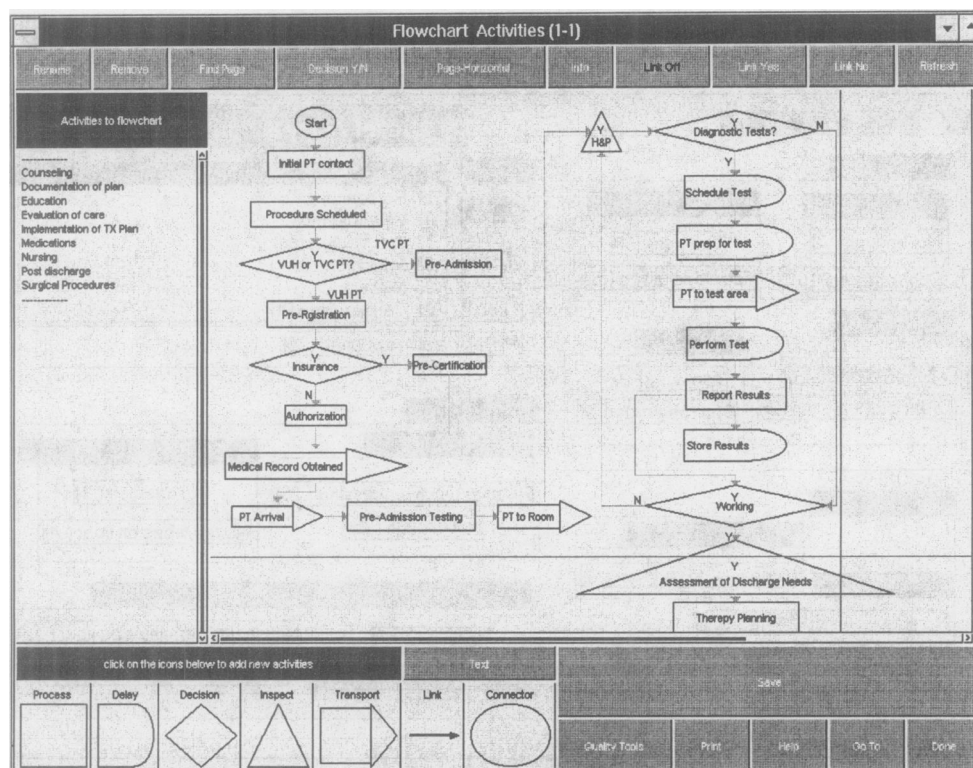 Flowchart Activities (1-1)
Rename Remove Find Page Decision Y/N Page-Horizontal Info Link Off Link Yes Link No Refresh
Activities to flowchart
Counseling
Documentation of plan
Education
Evaluation of care
Implementation of TX Plan
Medications
Nursing
Post discharge
Surgical Procedures
Start
Initial PT contact
Procedure Scheduled
Y
VUH or TVC PT?
TVC PT
Pre-Admission
VUH PT
Pre-Rgistration
Y
Insurance
Y
Pre-Certification
N
Authorization
Medical Record Obtained
PT Arrival
Pre-Admission Testing
PT to Room
Y
H&P
Y
Diagnostic Tests?
N
Y
Schedule Test
PT prep for test
PT to test area
Perform Test
Report Results
Store Results
N
Y
Working
Y
Y
Assessment of Discharge Needs
Therepy Planning
click on the icons below to add new activities
Text
Process Delay Decision Inspect Transport Link Connector
Save
Quality Tools Print Help Go To Done